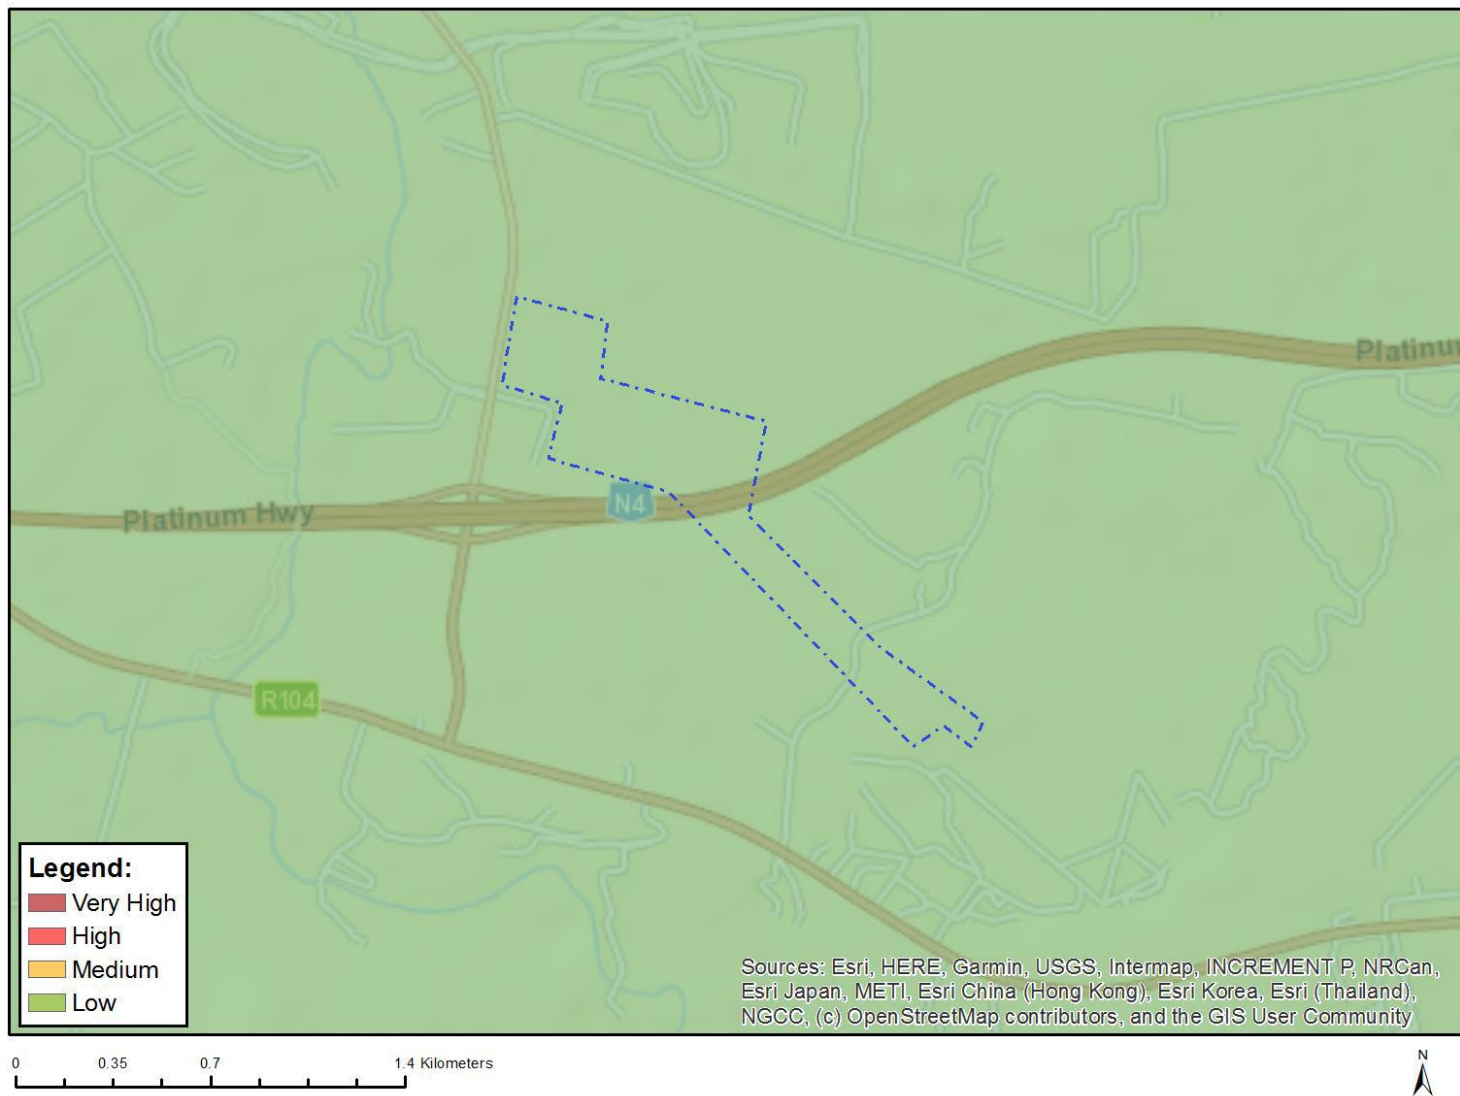 Platinum
Platinum Hwy
N4
R104
Legend:
Very High
High
Medium
Low
Sources: Esri, HERE, Garmin, USGS, Intermap, INCREMENT P, NRCan,
Esri Japan, METI, Esri China (Hong Kong), Esri Korea, Esri (Thailand),
NGCC, (c) OpenStreetMap contributors, and the GIS User Community
0 0.35 0.7 1.4 Kilometers
N